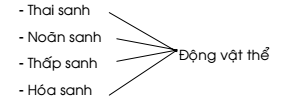 - Thai sanh
- Noãn sanh
- Thấp sanh
- Hóa sanh
Động vật thể